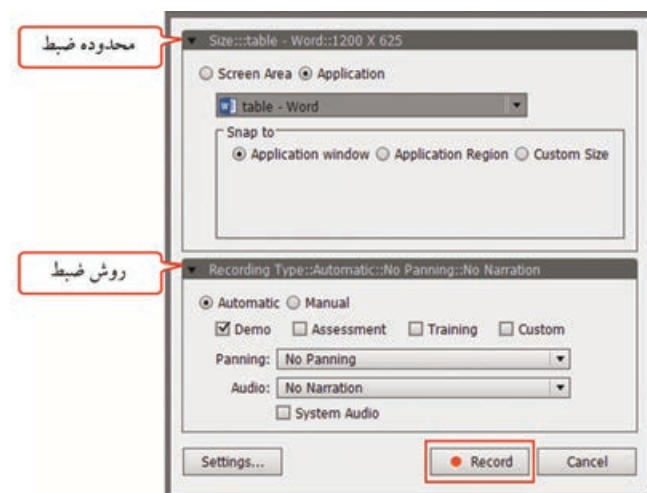 محدوده ضبط
Size:::table - Word::1200 X 625
Screen Area Application
table - Word
Snap to
Application window Application Region Custom Size
روش ضبط
Recording Type::Automatic::No Panning::No Narration
Automatic Manual
Demo Assessment Training Custom
Panning: No Panning
Audio: No Narration
System Audio
Settings... Record Cancel